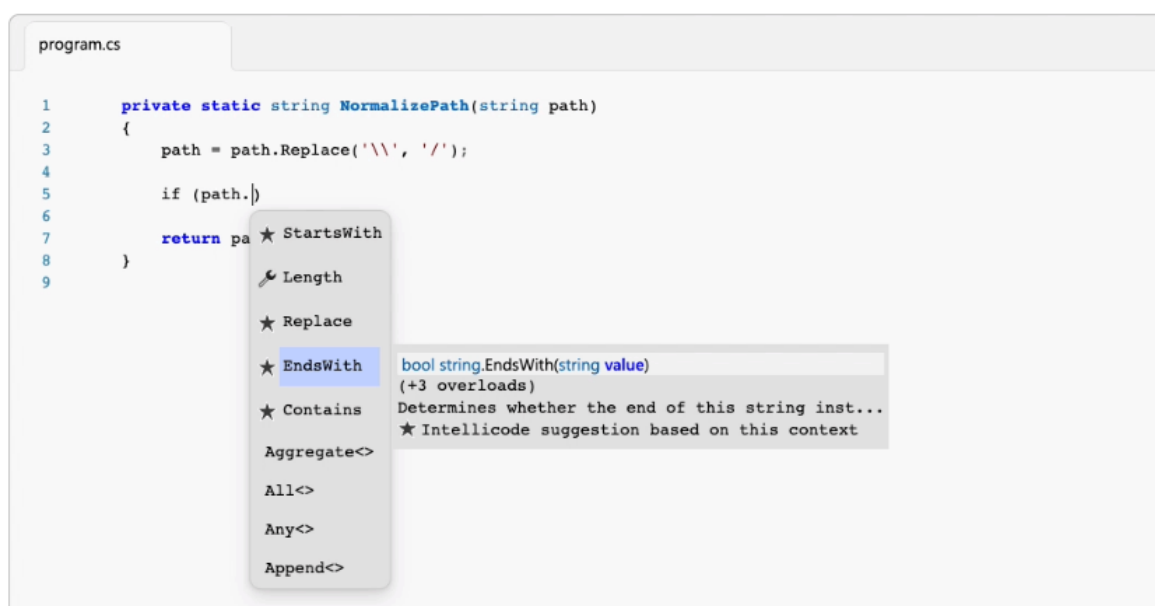 program.cs
1 private static string NormalizePath(string path)
2 {
3 path = path.Replace('\\', '/');
4
5 if (path.)
6
7 return pa
8 }
9
★ StartsWith
Length
★ Replace
★ EndsWith
★ Contains
Aggregate<>
All<>
Any<>
Append<>
bool string.EndsWith(string value)
(+3 overloads)
Determines whether the end of this string inst...
★ Intellicode suggestion based on this context